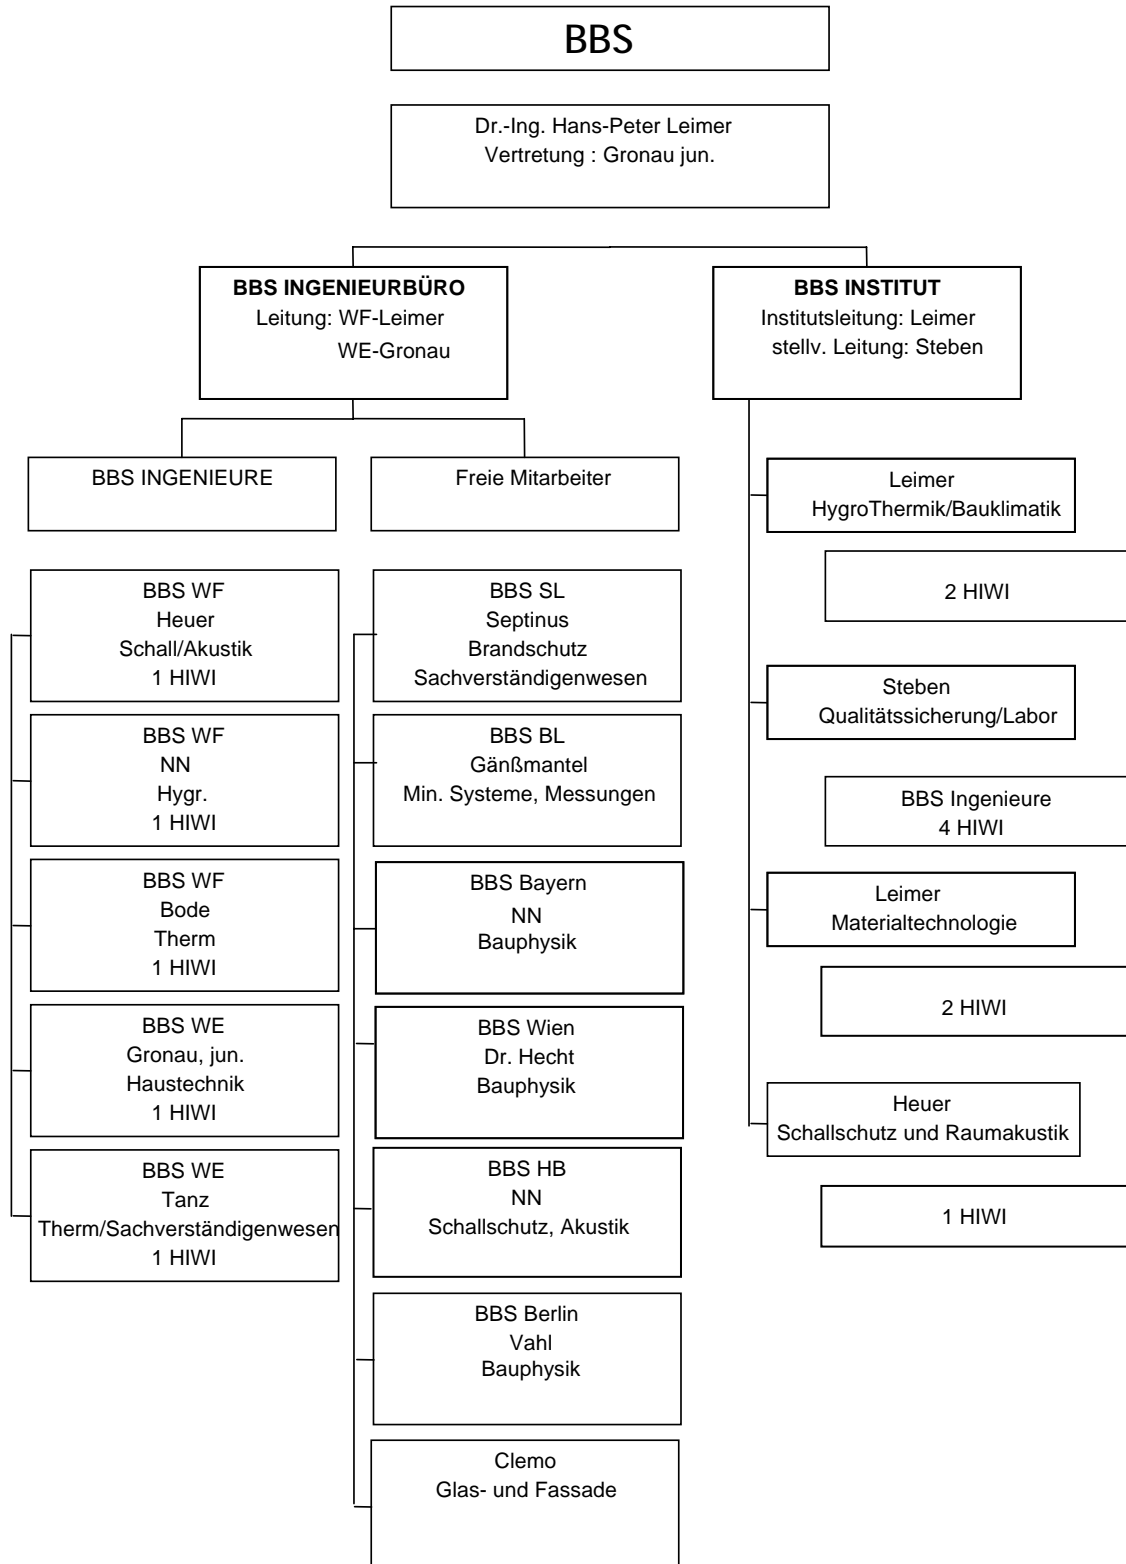 BBS
Dr.-Ing. Hans-Peter Leimer
Vertretung : Gronau jun.
BBS INGENIEURBÜRO
Leitung: WF-Leimer
WE-Gronau
BBS INSTITUT
Institutsleitung: Leimer
stellv. Leitung: Steben
BBS INGENIEURE
Freie Mitarbeiter
BBS WF
Heuer
Schall/Akustik
1 HIWI
BBS WF
NN
Hygr.
1 HIWI
BBS WF
Bode
Therm
1 HIWI
BBS WE
Gronau, jun.
Haustechnik
1 HIWI
BBS WE
Tanz
Therm/Sachverständigenwesen
1 HIWI
BBS SL
Septinus
Brandschutz
Sachverständigenwesen
BBS BL
Gänßmantel
Min. Systeme, Messungen
BBS Bayern
NN
Bauphysik
BBS Wien
Dr. Hecht
Bauphysik
BBS HB
NN
Schallschutz, Akustik
BBS Berlin
Vahl
Bauphysik
Clemo
Glas- und Fassade
Leimer
HygroThermik/Bauklimatik
2 HIWI
Steben
Qualitätssicherung/Labor
BBS Ingenieure
4 HIWI
Leimer
Materialtechnologie
2 HIWI
Heuer
Schallschutz und Raumakustik
1 HIWI